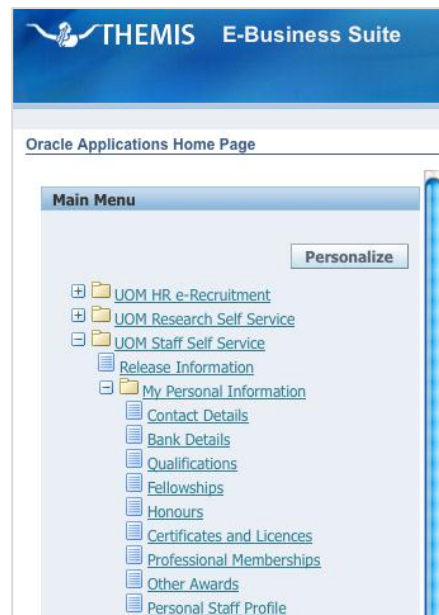 THEMIS E-Business Suite
Oracle Applications Home Page
Main Menu
Personalize
UOM HR e-Recruitment
UOM Research Self Service
UOM Staff Self Service
Release Information
My Personal Information
Contact Details
Bank Details
Qualifications
Fellowships
Honours
Certificates and Licences
Professional Memberships
Other Awards
Personal Staff Profile